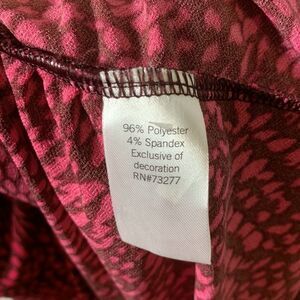 96% Polyester
4% Spandex
Exclusive of
decoration
RN#73277